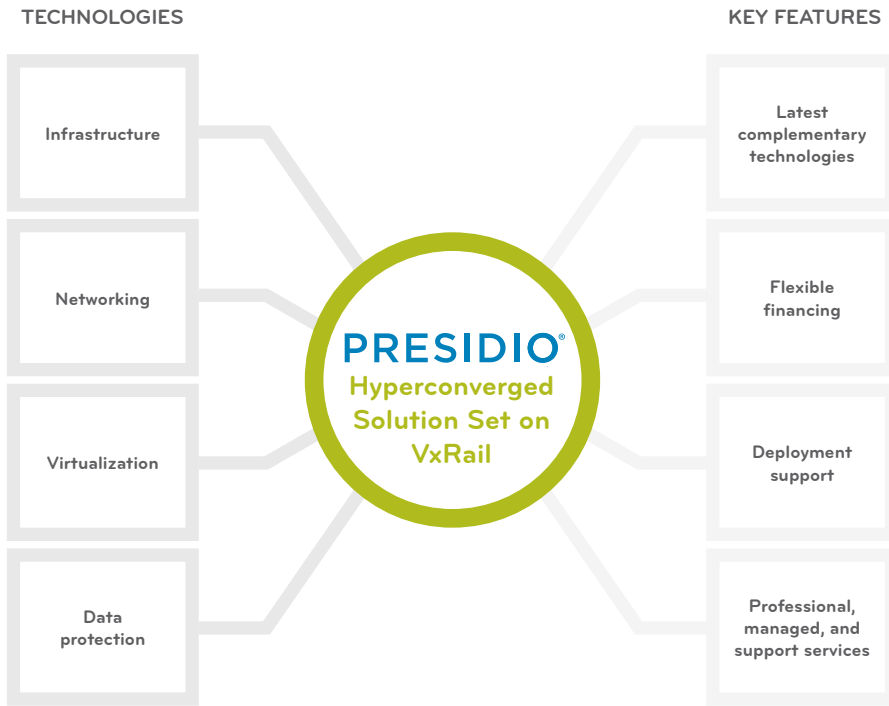 TECHNOLOGIES
Infrastructure
Networking
Virtualization
Data
protection
PRESIDIO®
Hyperconverged
Solution Set on
VxRail
KEY FEATURES
Latest
complementary
technologies
Flexible
financing
Deployment
support
Professional,
managed, and
support services